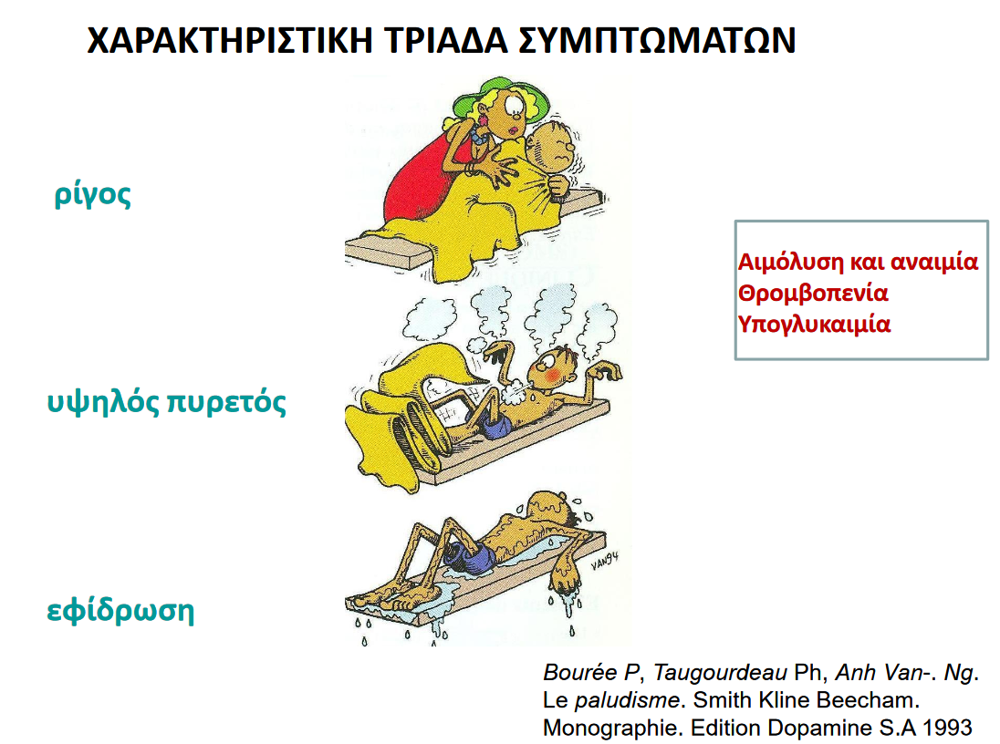 ΧΑΡΑΚΤΗΡΙΣΤΙΚΗ ΤΡΙΑΔΑ ΣΥΜΠΤΩΜΑΤΩΝ
ρίγος
Αιμόλυση και αναιμία
Θρομβοπενία
Υπογλυκαιμία
υψηλός πυρετός
VAN94
εφίδρωση
Bourée P, Taugourdeau Ph, Anh Van-. Ng.
Le paludisme. Smith Kline Beecham.
Monographie. Edition Dopamine S.A 1993